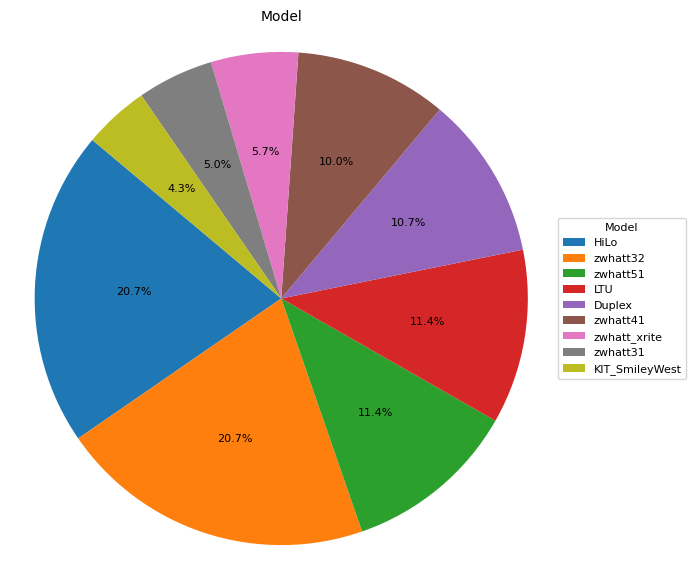 Model
5.7%
10.0%
5.0%
4.3%
10.7%
20.7%
11.4%
11.4%
20.7%
Model
HiLo
zwhatt32
zwhatt51
LTU
Duplex
zwhatt41
zwhatt_xrite
zwhatt31
KIT_SmileyWest